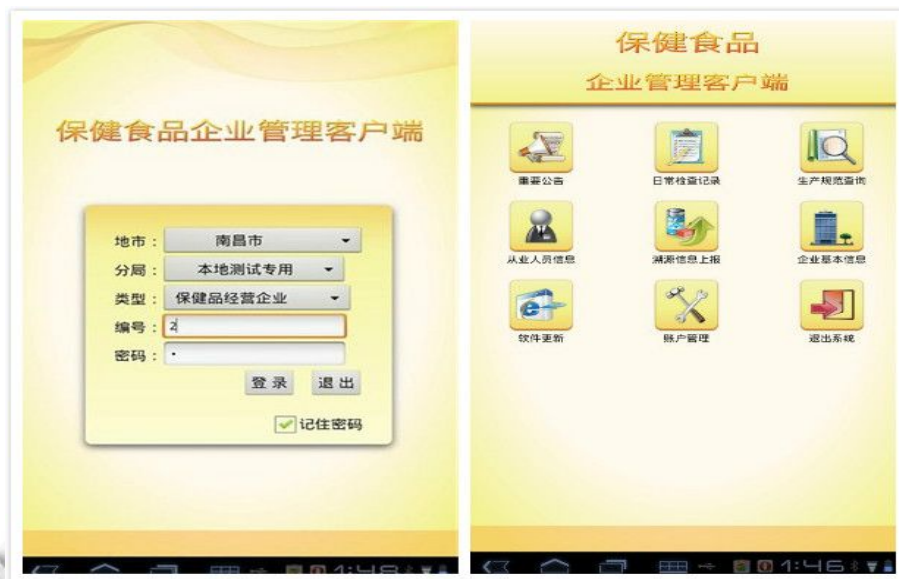 保健食品企业管理客户端
地市： 南昌市
分局： 本地测试专用
类型： 保健品经营企业
编号： 2
密码： •
登录 退出
记住密码
1:48
保健食品
企业管理客户端
重要公告 日常检查记录 生产规范查询
从业人员信息 溯源信息上报 企业基本信息
软件更新 账户管理 退出系统
1:46